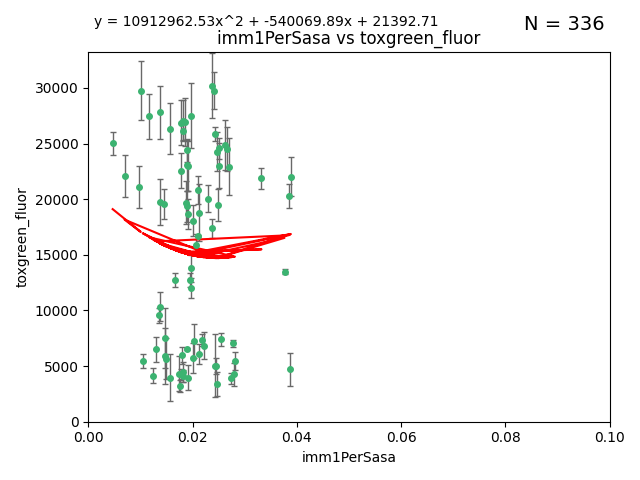 y = 10912962.53x^2 + -540069.89x + 21392.71
N = 336
imm1PerSasa vs toxgreen_fluor
toxgreen_fluor
30000
25000
20000
15000
10000
5000
0
0.00 0.02 0.04 0.06 0.08 0.10
imm1PerSasa